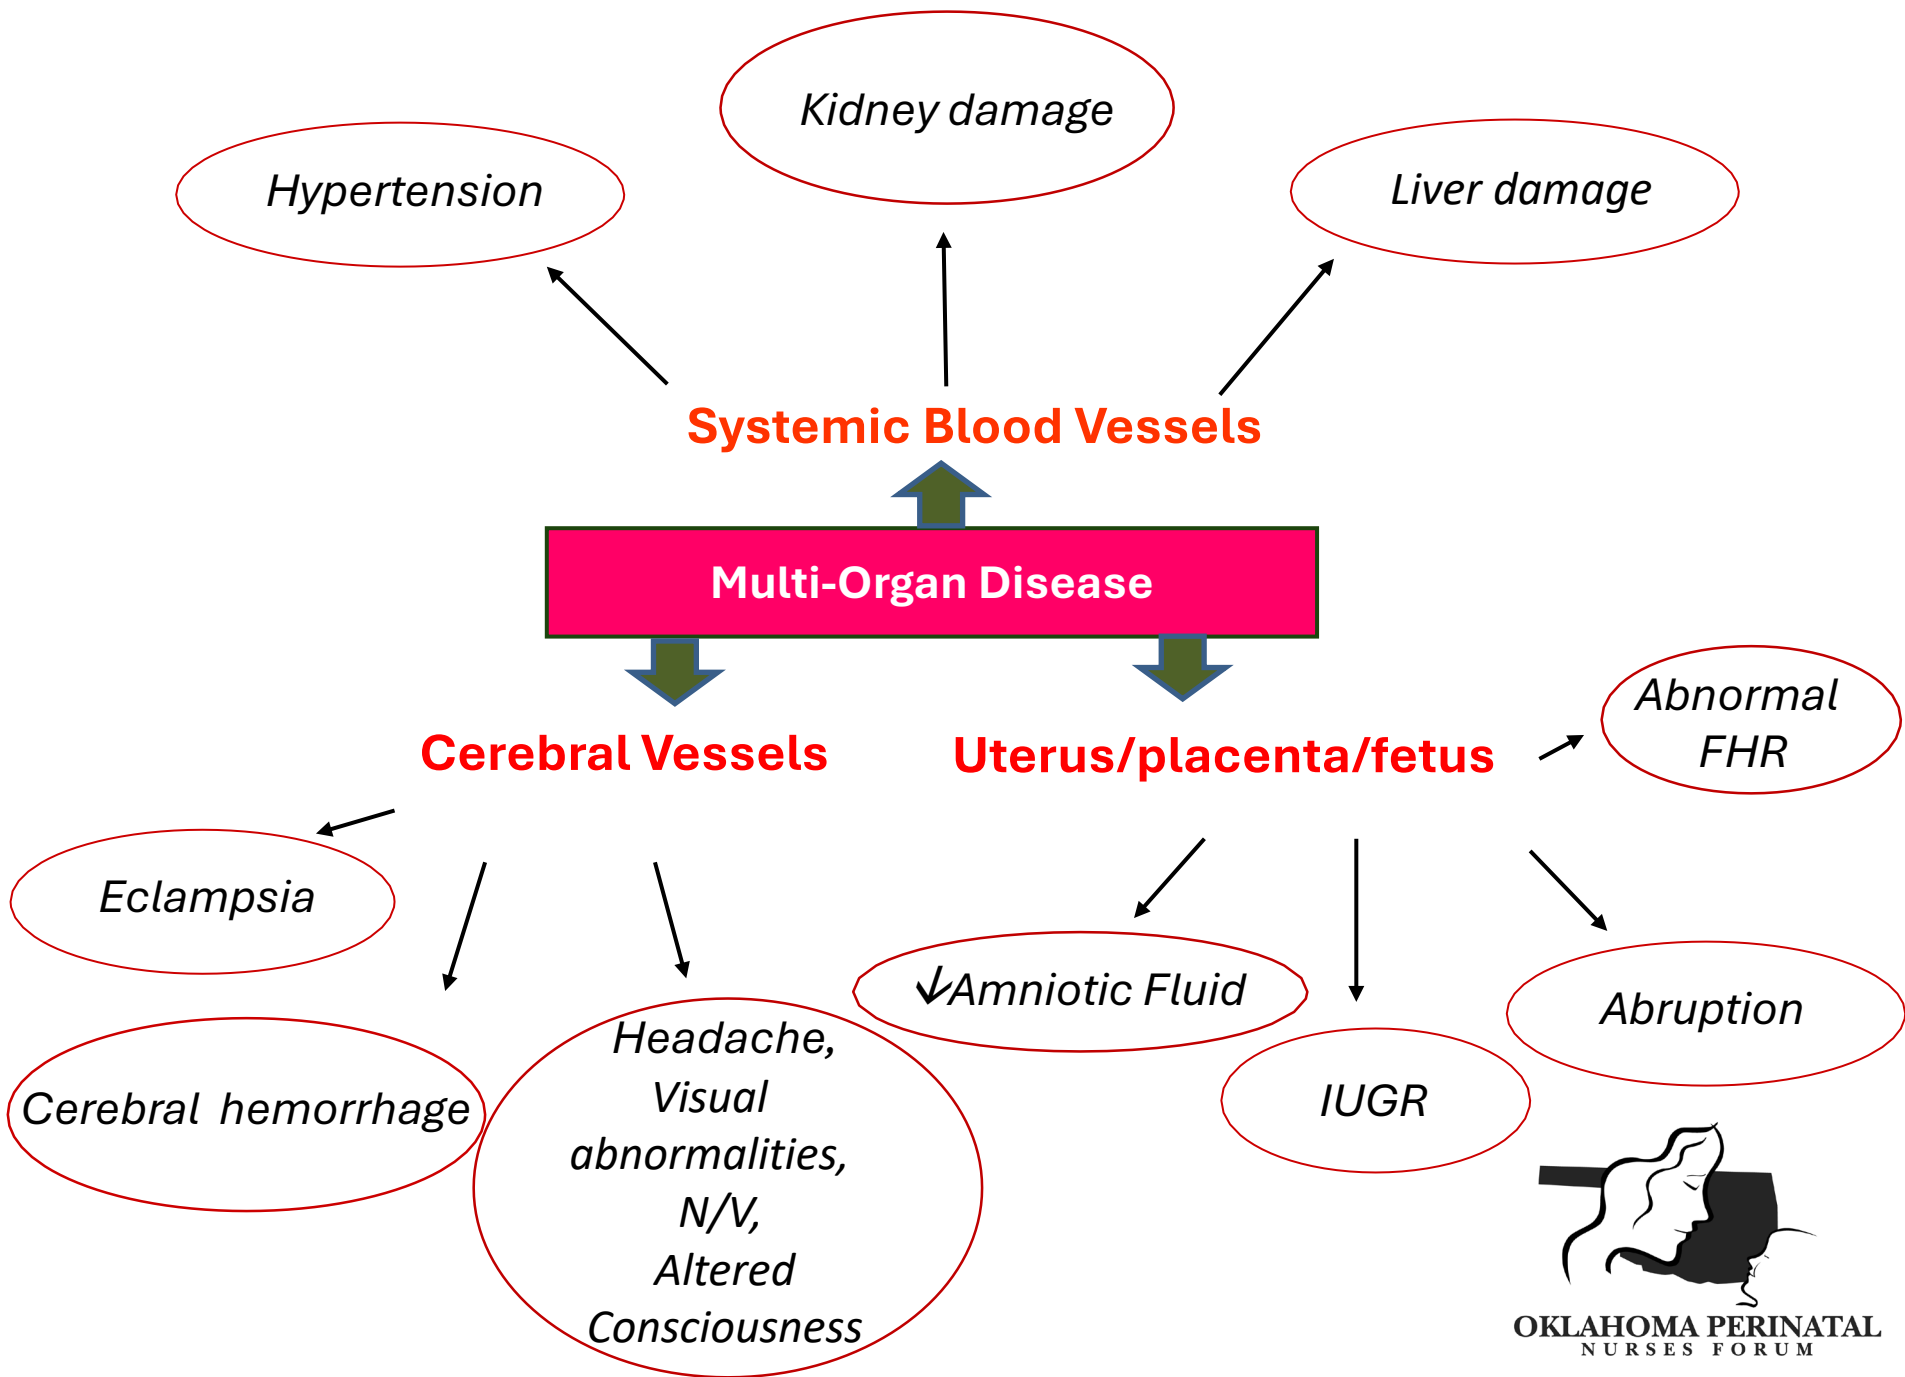 Kidney damage
Hypertension
Liver damage
Systemic Blood Vessels
Multi-Organ Disease
Cerebral Vessels
Uterus/placenta/fetus
Abnormal
FHR
Eclampsia
Cerebral hemorrhage
Headache,
Visual
abnormalities,
N/V,
Altered
Consciousness
↓Amniotic Fluid
IUGR
Abruption
OKLAHOMA PERINATAL
NURSES FORUM